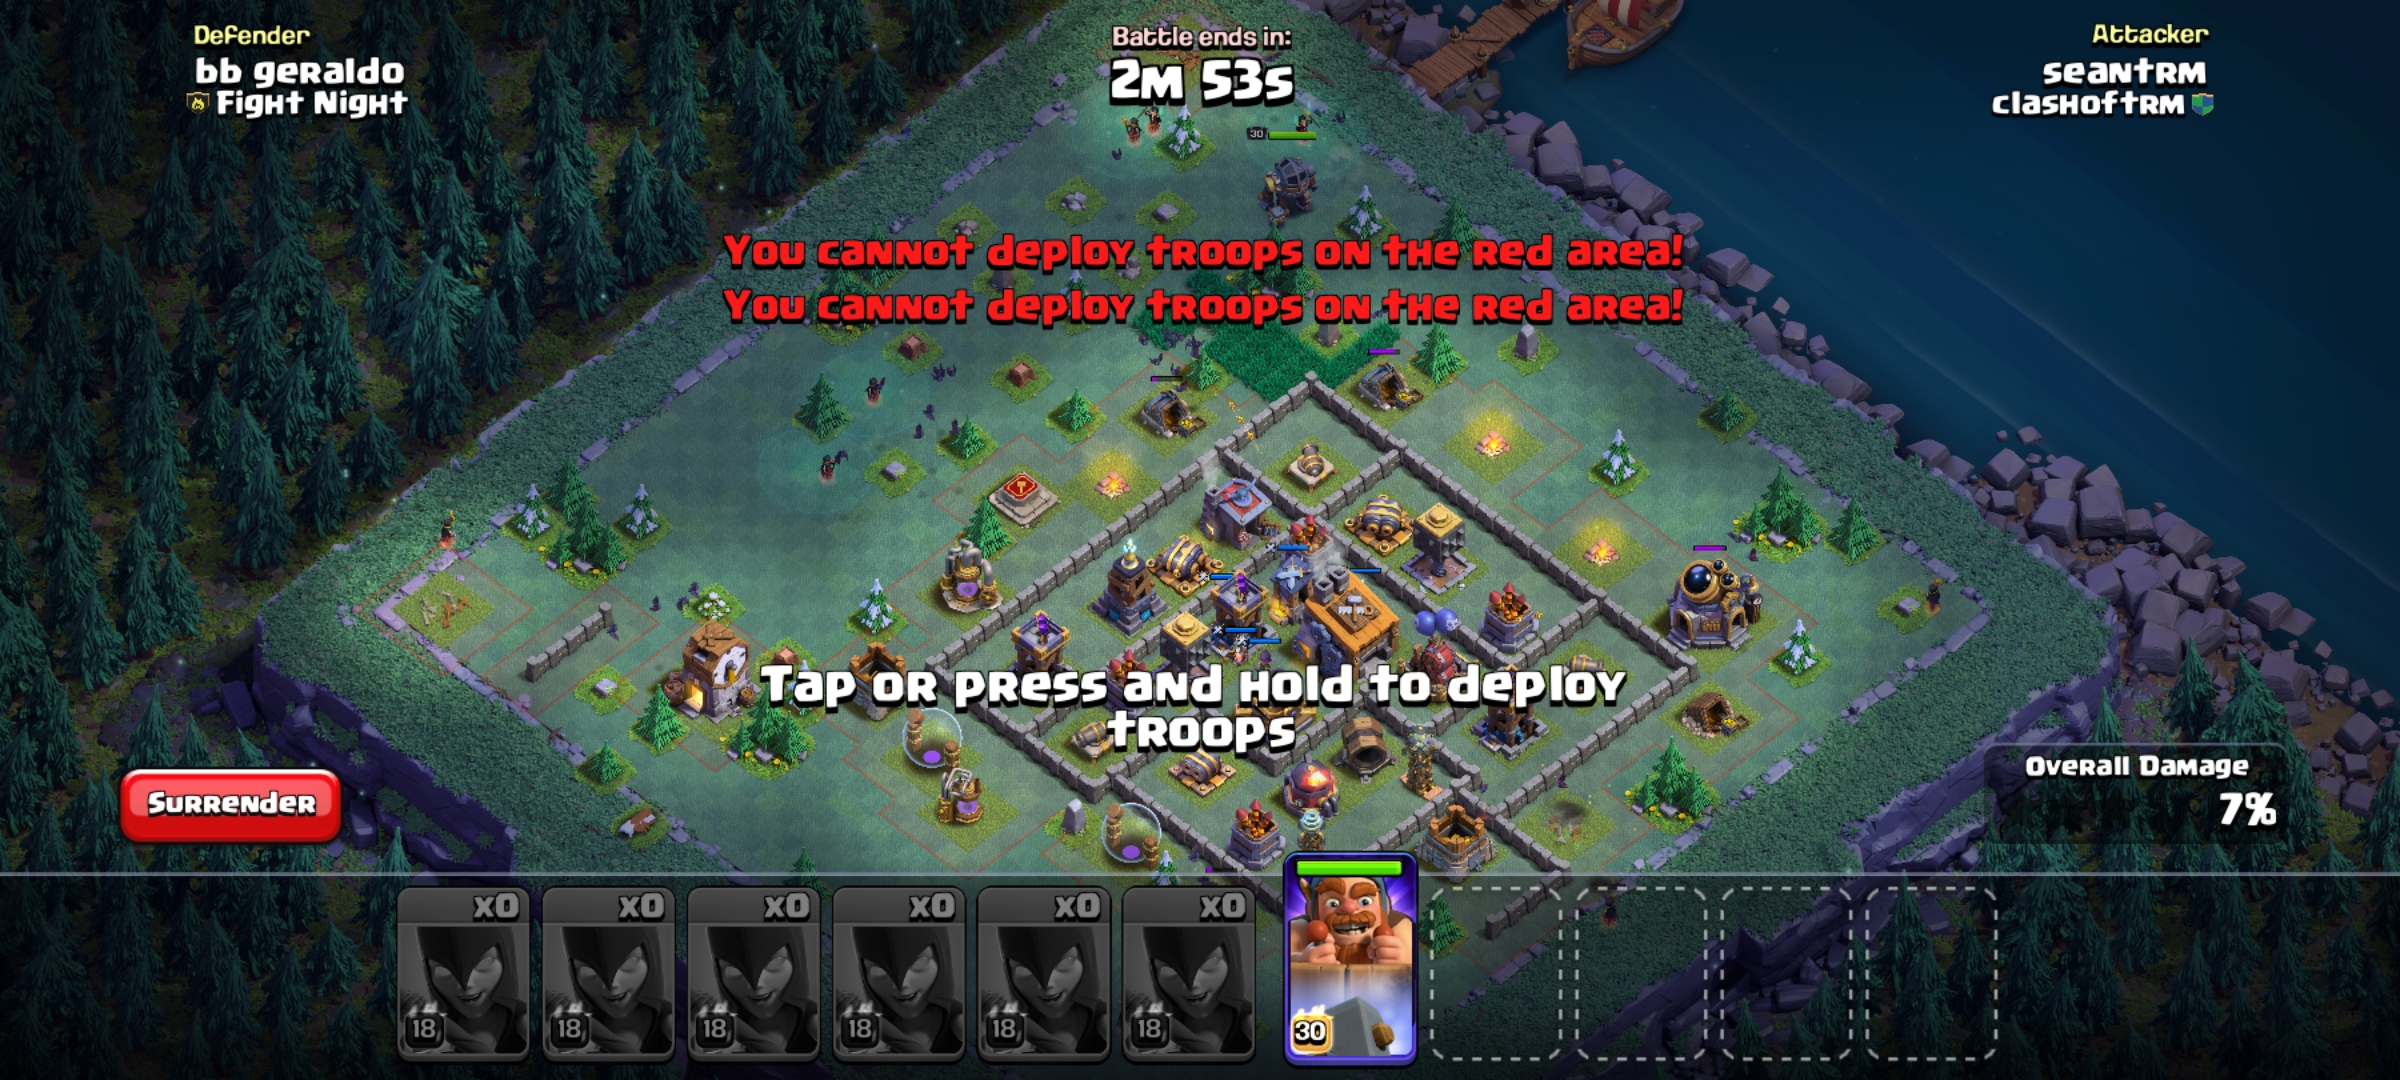 Defender
bb geraldo
Fight Night
Battle ends in:
2M 53s
Attacker
seantrm
clashoftrm
30
You cannot deploy troops on the red area!
You cannot deploy troops on the red area!
Tap or press and hold to deploy
troops
Surrender
Overall Damage
7%
x0 x0 x0 x0 x0 x0
18 18 18 18 18 18 30